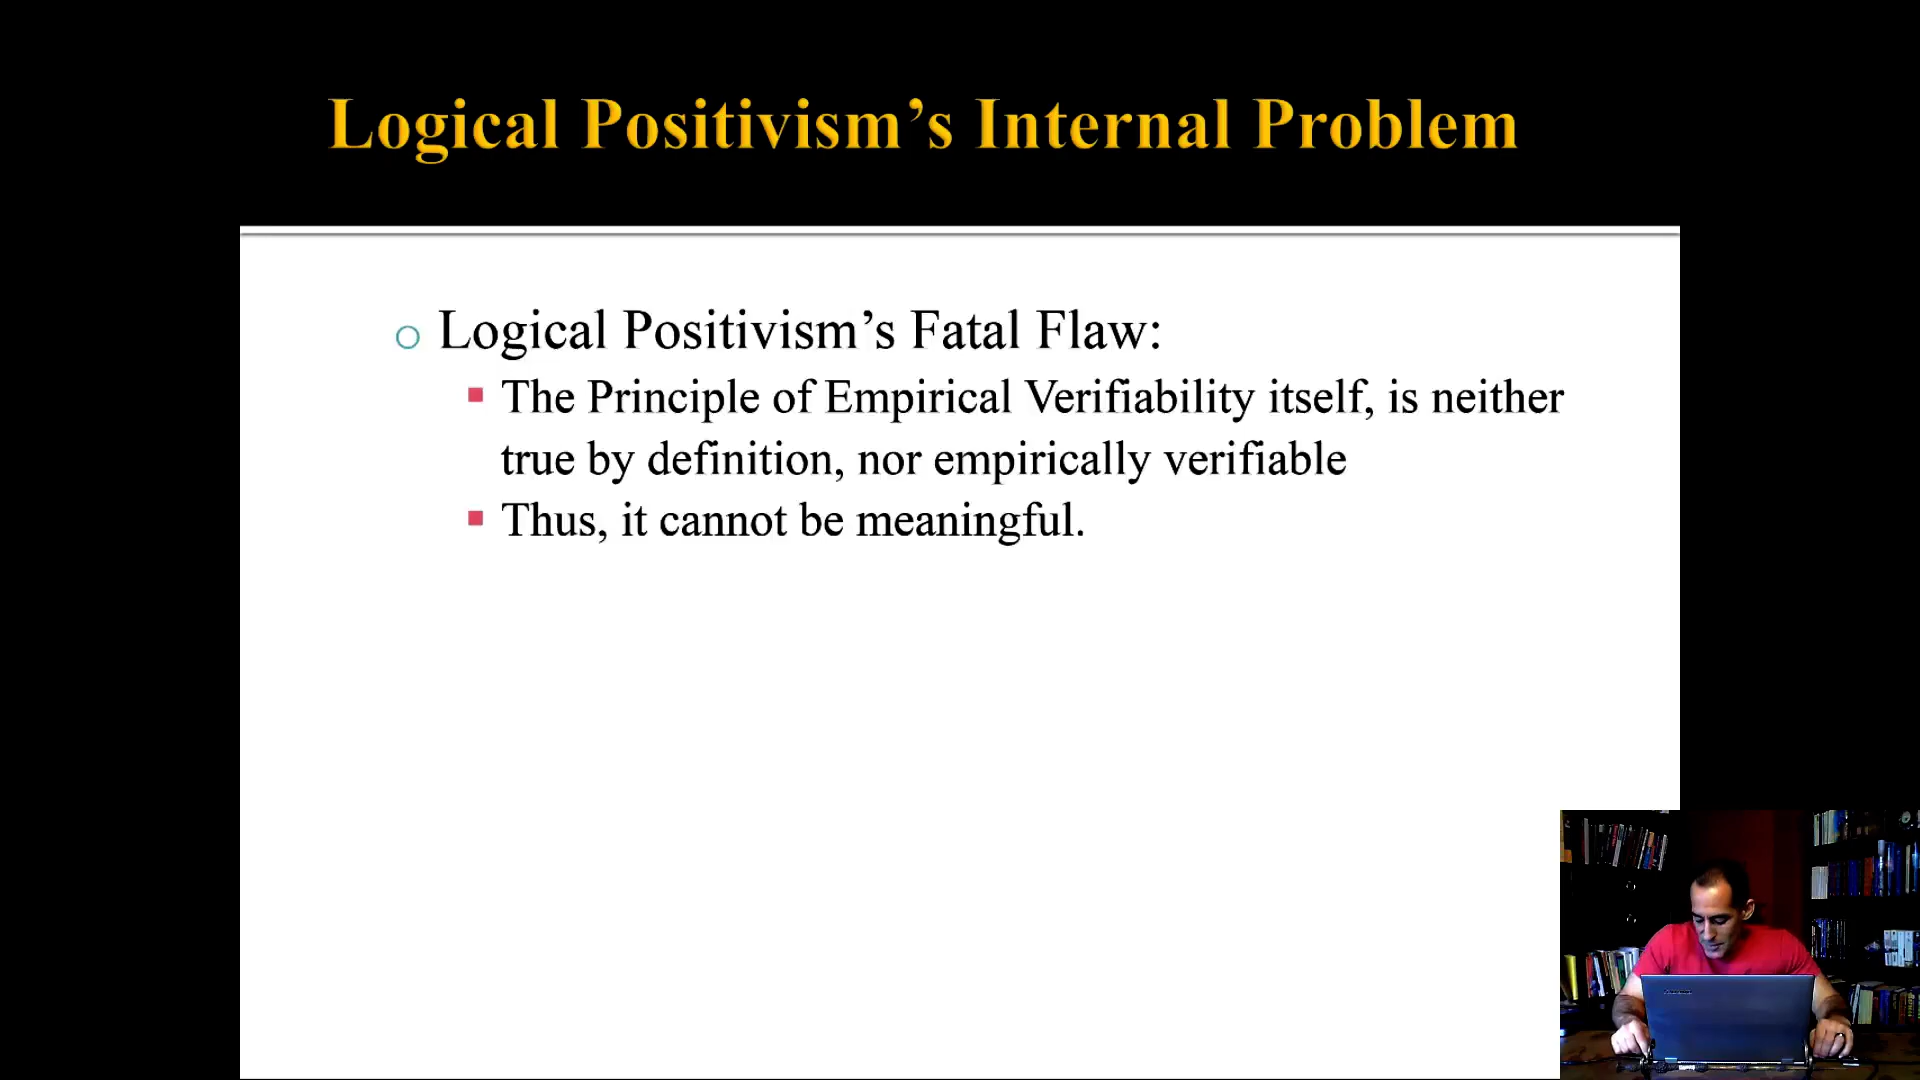 Logical Positivism’s Internal Problem
Logical Positivism’s Fatal Flaw:
The Principle of Empirical Verifiability itself, is neither
true by definition, nor empirically verifiable
Thus, it cannot be meaningful.